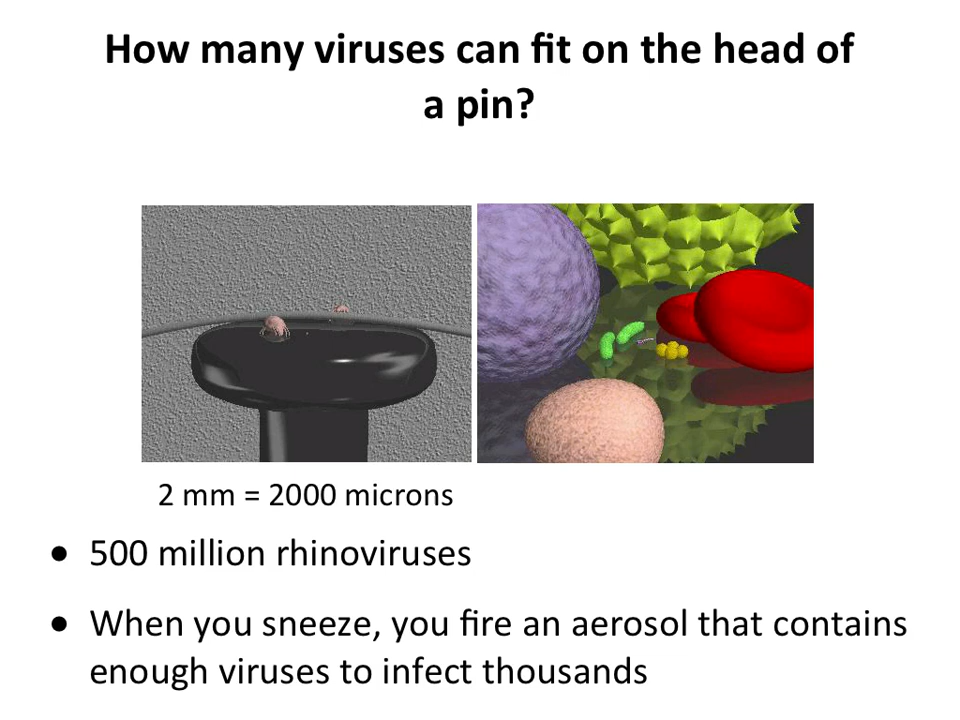 How many viruses can fit on the head of
a pin?
2 mm = 2000 microns
• 500 million rhinoviruses
• When you sneeze, you fire an aerosol that contains
enough viruses to infect thousands